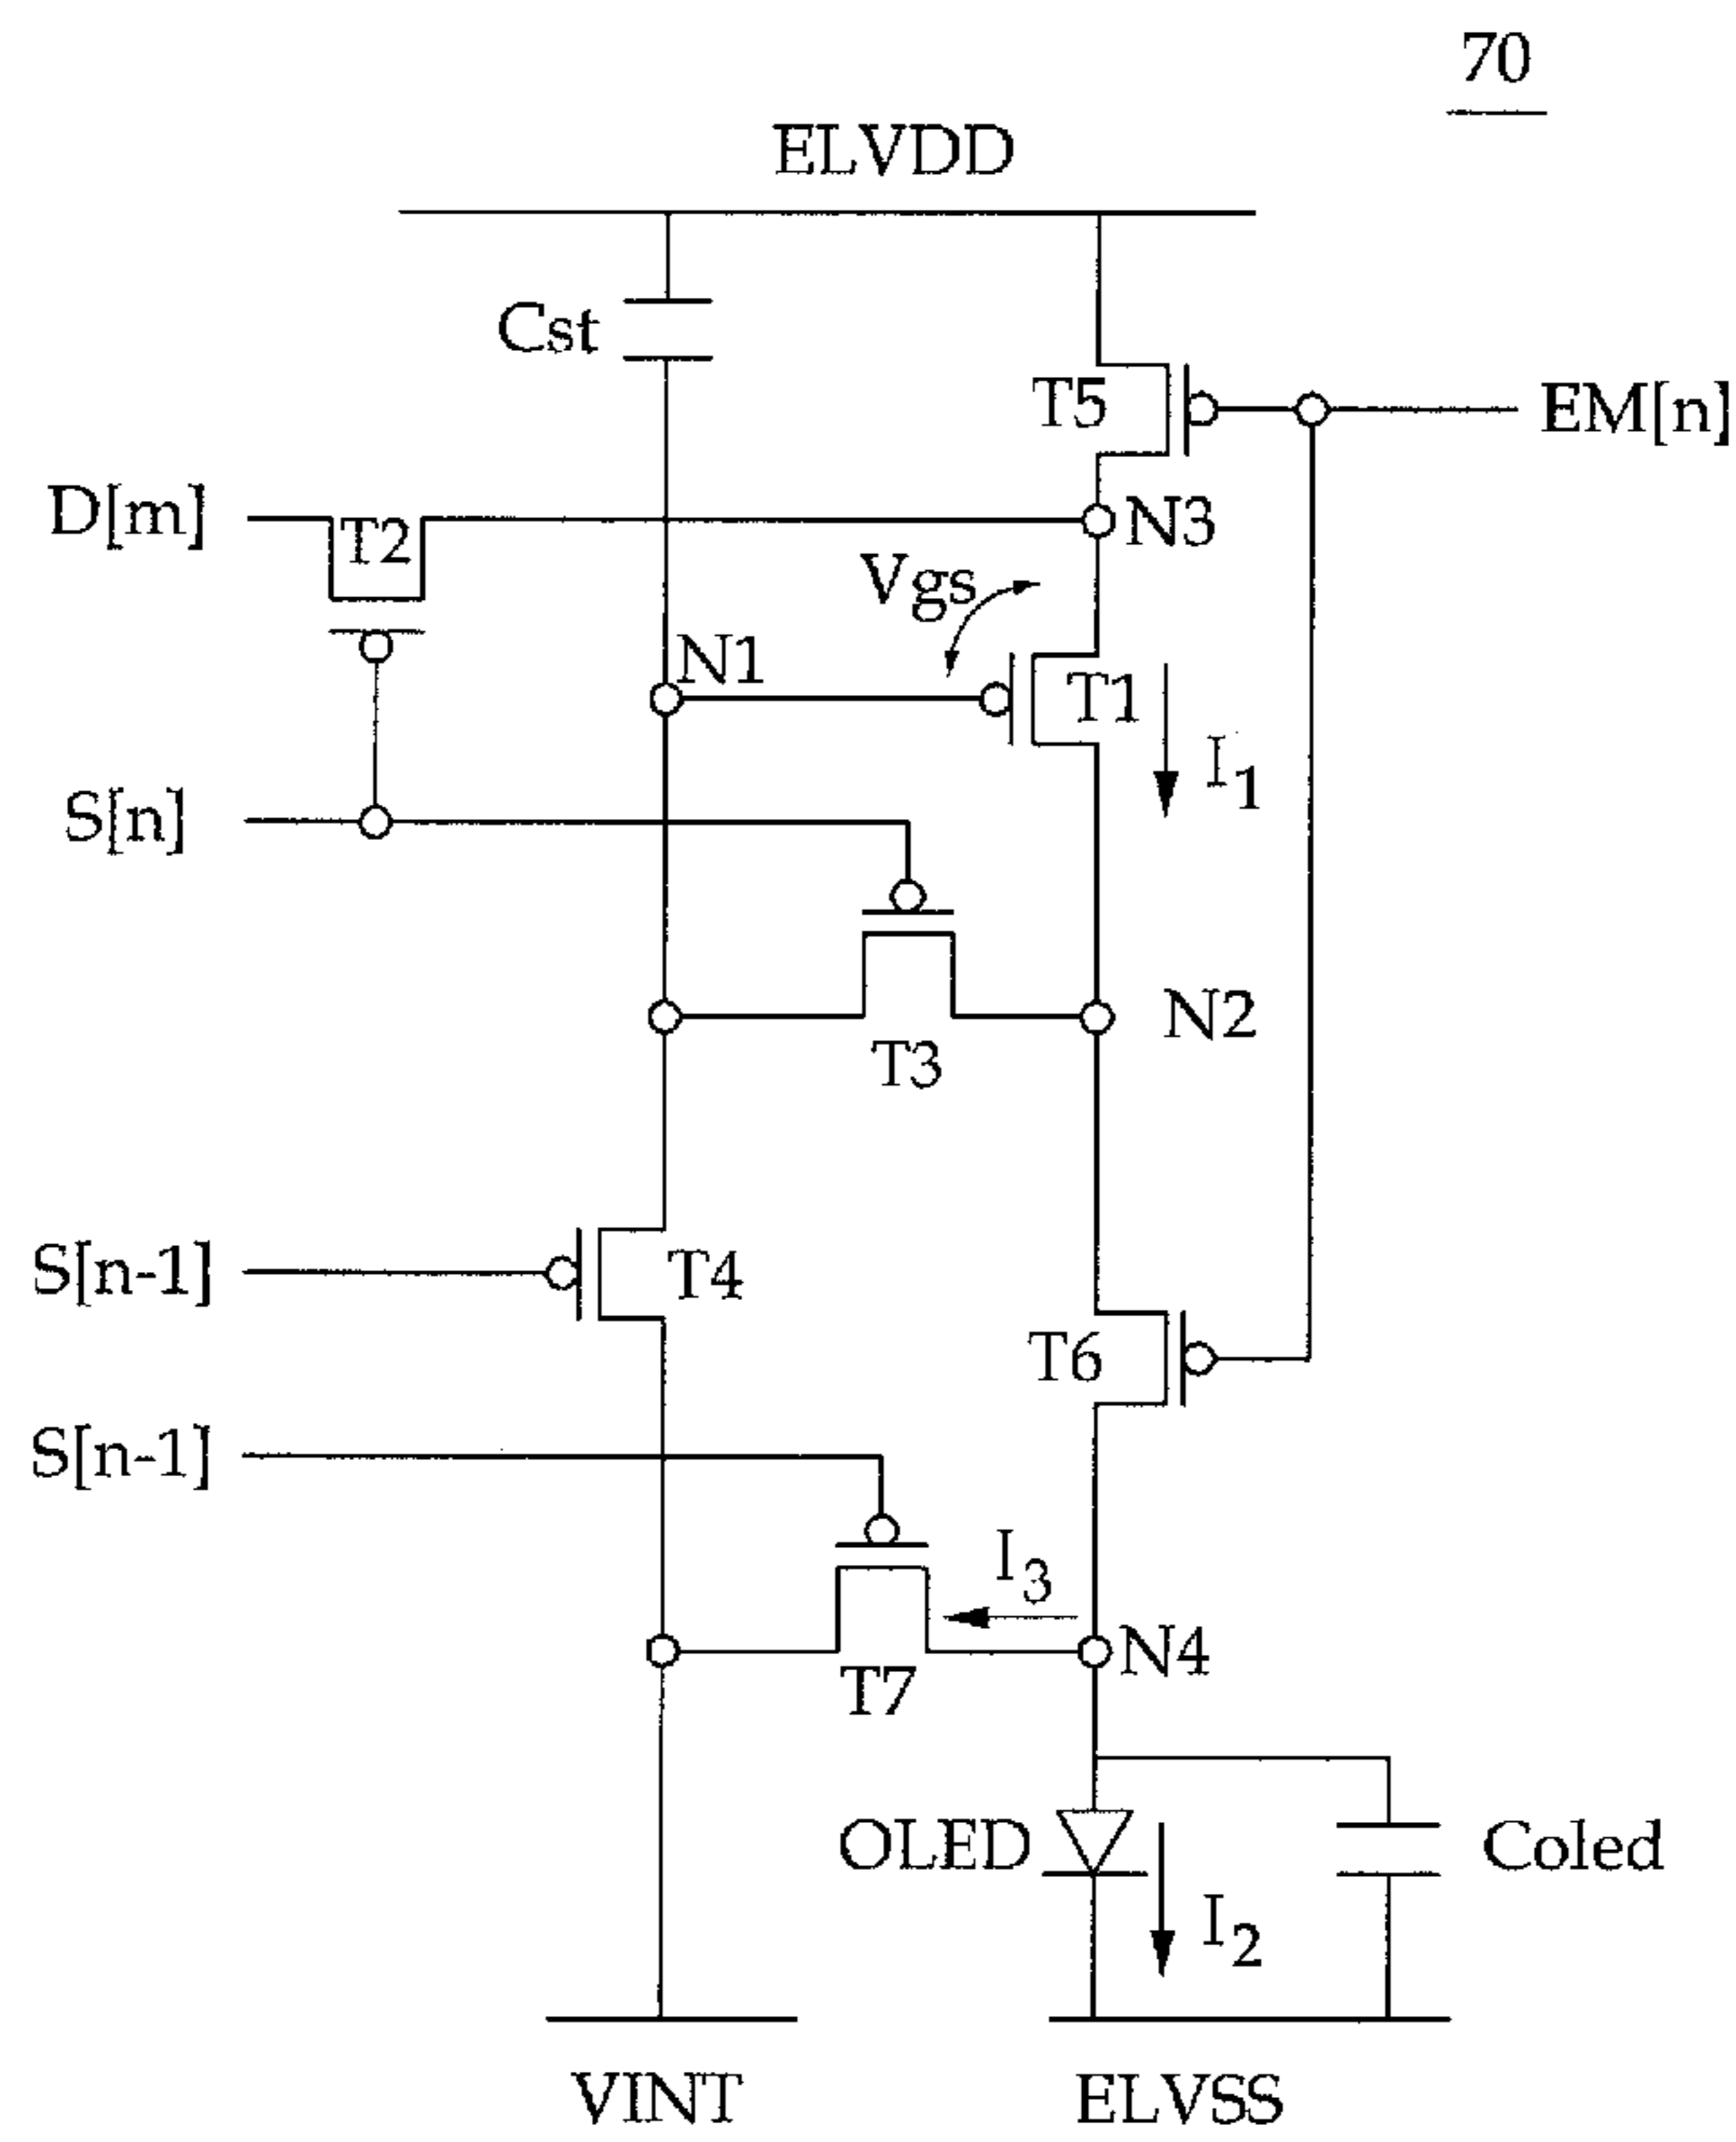 70
ELVDD
Cst
T5
EM[n]
D[m]
T2
N3
Vgs
N1
T1
I1
S[n]
N2
T3
S[n-1]
T4
T6
S[n-1]
I3
N4
T7
OLED
Coled
I2
VINT
ELVSS